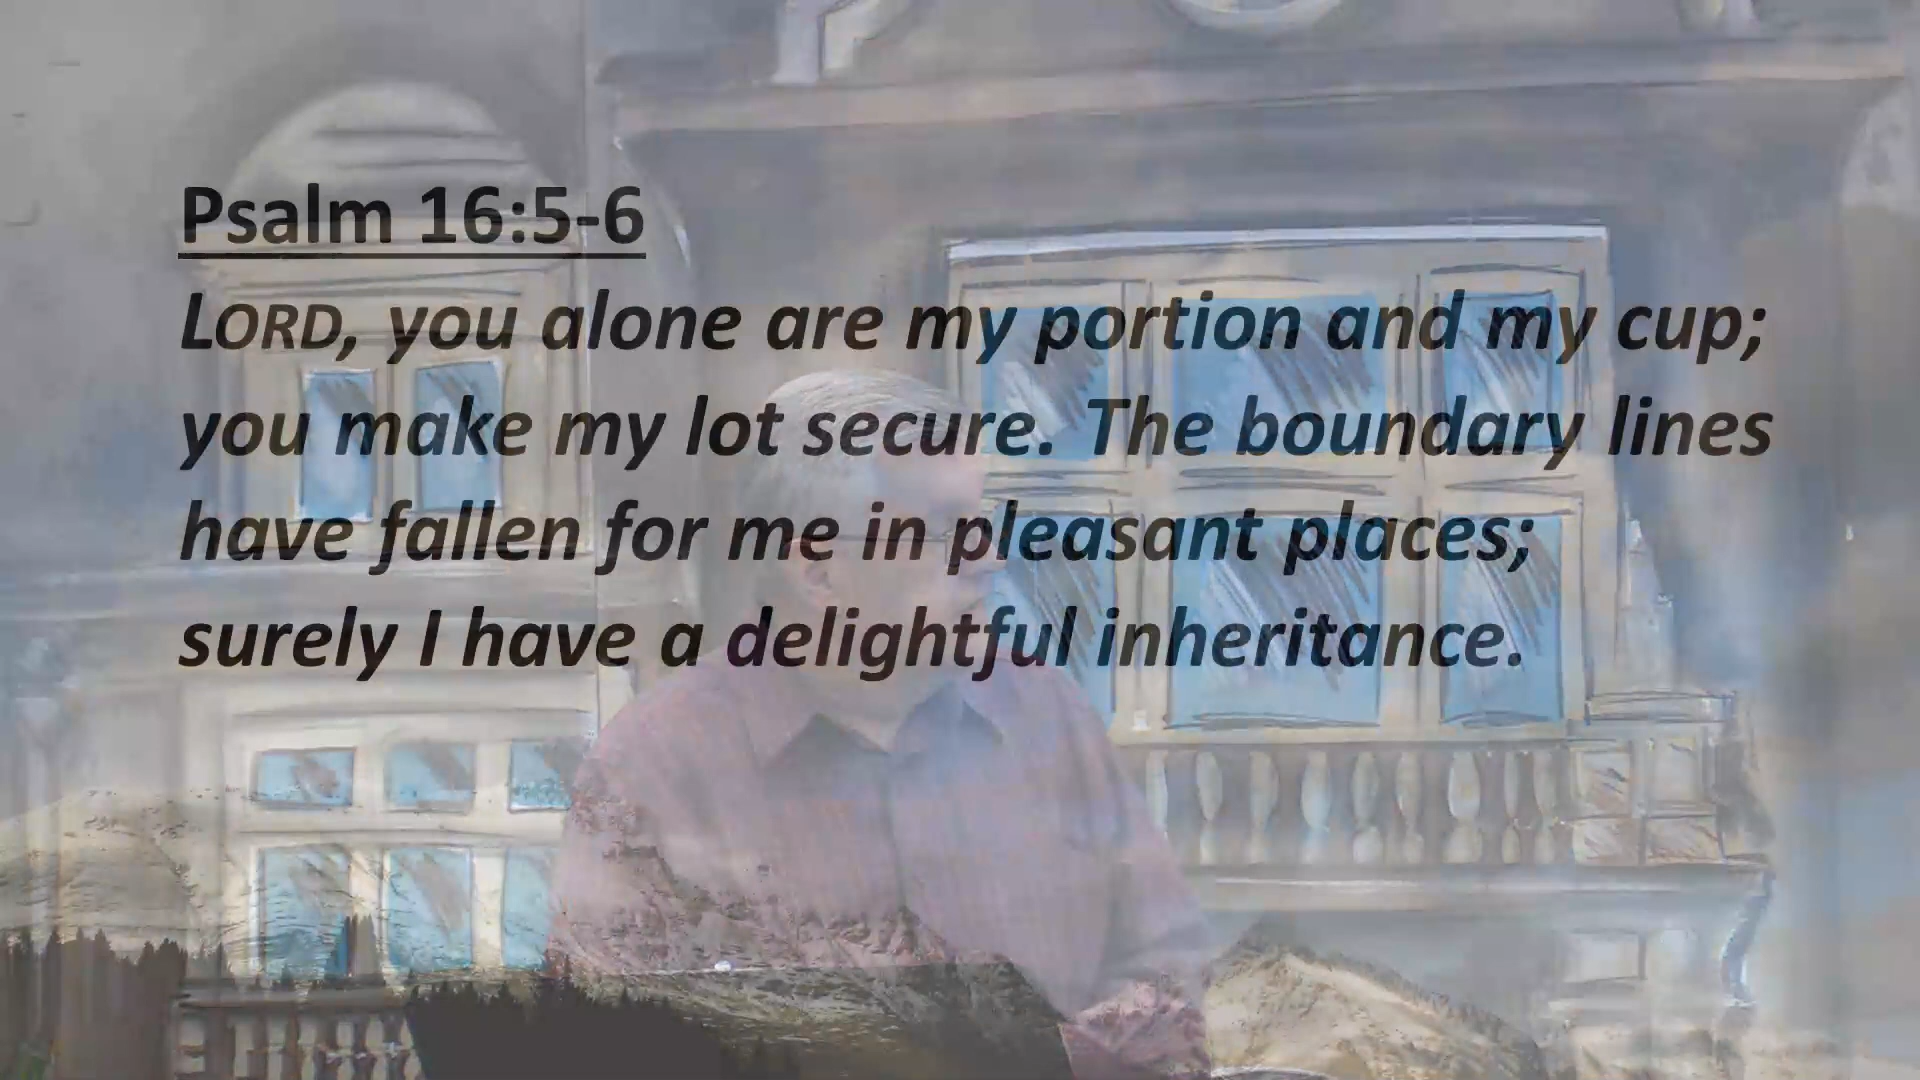 Psalm 16:5-6
LORD, you alone are my portion and my cup;
you make my lot secure. The boundary lines
have fallen for me in pleasant places;
surely I have a delightful inheritance.